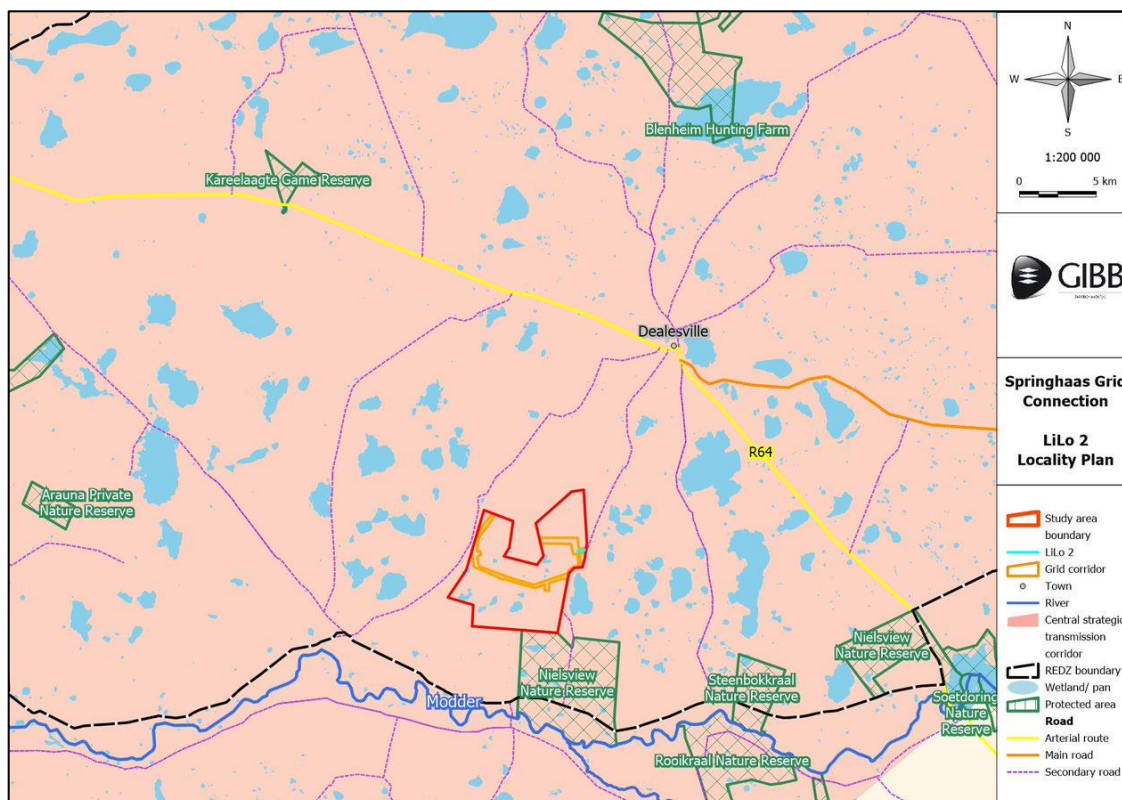 Blenheim Hunting Farm
Kareelaagte Game Reserve
Dealesville
R64
Arauna Private
Nature Reserve
Nielsview
Nature Reserve
Nielsview
Nature Reserve
Steenbokkraal
Nature Reserve
Soetdoring
Nature
Reserve
Modder
Rooikraal Nature Reserve
N
W
E
S
1:200 000
0 5 km
GIBB
Springhaas Grid
Connection
LiLo 2
Locality Plan
Study area
boundary
LiLo 2
Grid corridor
Town
River
Central strategic
transmission
corridor
REDZ boundary
Wetland/ pan
Protected area
Road
Arterial route
Main road
Secondary road